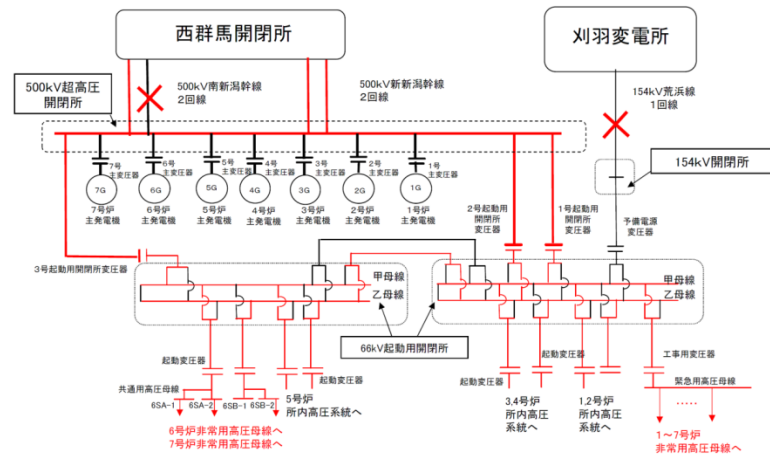 西群馬開閉所
刈羽変電所
500kV超高圧
開閉所
500kV南新潟幹線
2回線
500kV新新潟幹線
2回線
154kV荒浜線
1回線
154kV開閉所
7号
主変圧器
6号
主変圧器
5号
主変圧器
4号
主変圧器
3号
主変圧器
2号
主変圧器
1号
主変圧器
7G
6G
5G
4G
3G
2G
1G
7号炉
主発電機
6号炉
主発電機
5号炉
主発電機
4号炉
主発電機
3号炉
主発電機
2号炉
主発電機
1号炉
主発電機
2号起動用
開閉所
変圧器
1号起動用
開閉所
変圧器
予備電源
変圧器
3号起動用開閉所変圧器
甲母線
乙母線
甲母線
乙母線
66kV起動用開閉所
起動変圧器
起動変圧器
起動変圧器
起動変圧器
工事用変圧器
共通用高圧母線
6SA-1
6SA-2
6SB-1
6SB-2
5号炉
所内高圧系統へ
3,4号炉
所内高圧
系統へ
1,2号炉
所内高圧
系統へ
緊急用高圧母線
6号炉非常用高圧母線へ
7号炉非常用高圧母線へ
1~7号炉
非常用高圧母線へ